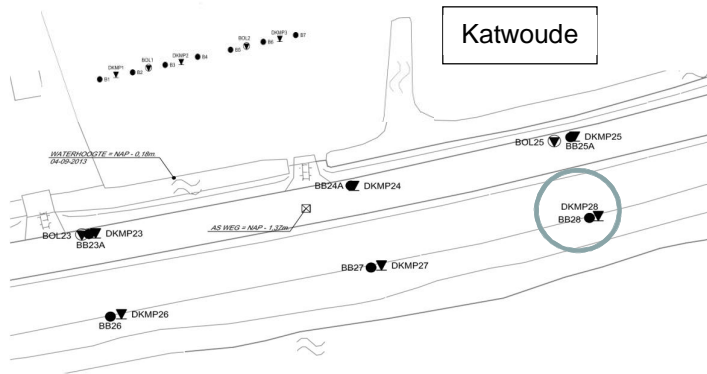 Katwoude
B1
DKMP1
B2
BOL1
B3
DKMP2
B4
B5
BOL2
B6
DKMP3
B7
WATERHOOGTE = NAP - 0,18m
04-09-2013
BOL25
DKMP25
BB25A
BB24A
DKMP24
DKMP28
BB28
AS WEG = NAP - 1,37m
BOL23
DKMP23
BB23A
BB27
DKMP27
DKMP26
BB26